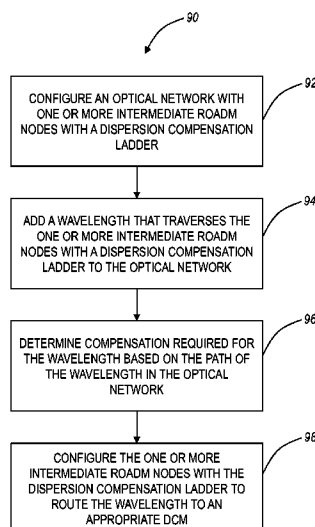 90
92
CONFIGURE AN OPTICAL NETWORK WITH
ONE OR MORE INTERMEDIATE ROADM
NODES WITH A DISPERSION COMPENSATION
LADDER
94
ADD A WAVELENGTH THAT TRAVERSES THE
ONE OR MORE INTERMEDIATE ROADM
NODES WITH A DISPERSION COMPENSATION
LADDER TO THE OPTICAL NETWORK
96
DETERMINE COMPENSATION REQUIRED FOR
THE WAVELENGTH BASED ON THE PATH OF
THE WAVELENGTH IN THE OPTICAL
NETWORK
98
CONFIGURE THE ONE OR MORE
INTERMEDIATE ROADM NODES WITH THE
DISPERSION COMPENSATION LADDER TO
ROUTE THE WAVELENGTH TO AN
APPROPRIATE DCM